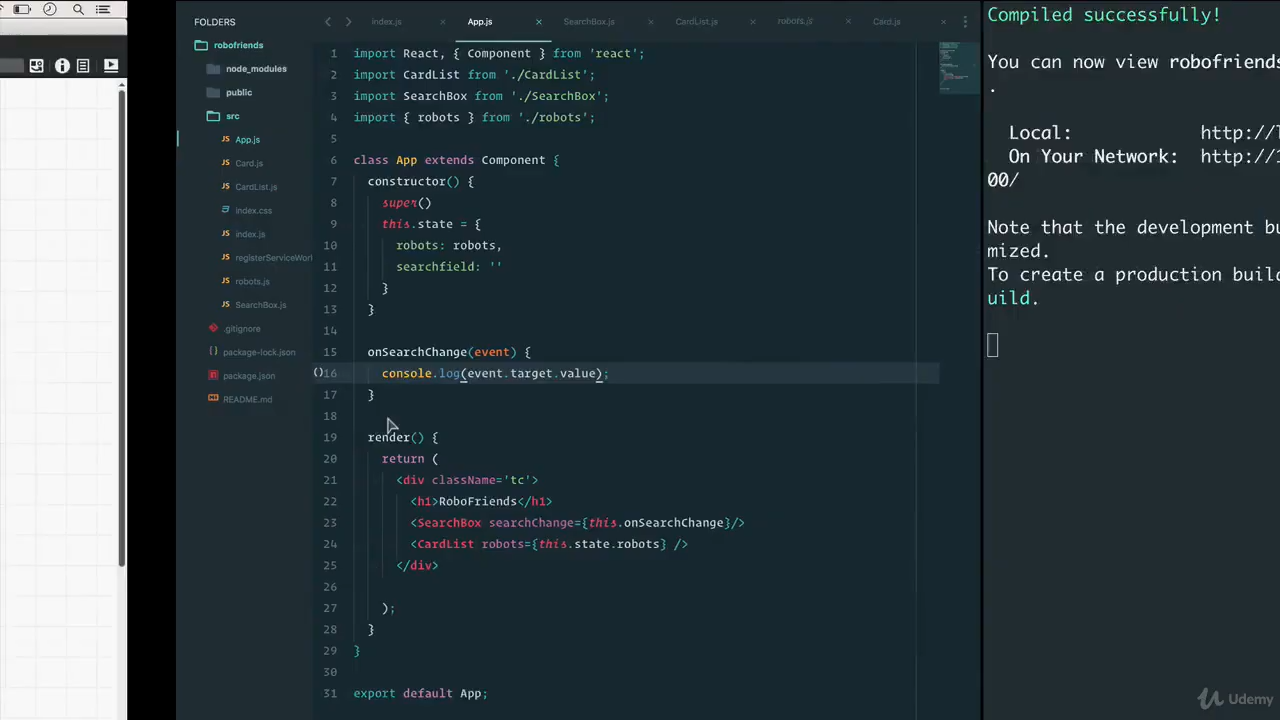 FOLDERS
robofriends
node_modules
public
src
App.js
Card.js
CardList.js
index.css
index.js
registerServiceWorl
robots.js
SearchBox.js
.gitignore
package-lock.json
package.json
README.md
index.js App.js SearchBox.js CardList.js robots.js Card.js
1 import React, { Component } from 'react';
2 import CardList from './CardList';
3 import SearchBox from './SearchBox';
4 import { robots } from './robots';
5
6 class App extends Component {
7 constructor() {
8 super()
9 this.state = {
10 robots: robots,
11 searchfield: ''
12 }
13 }
14
15 onSearchChange(event) {
16 console.log(event.target.value);
17 }
18
19 render() {
20 return (
21 <div className='tc'>
22 <h1>RoboFriends</h1>
23 <SearchBox searchChange={this.onSearchChange}/>
24 <CardList robots={this.state.robots} />
25 </div>
26
27 );
28 }
29 }
30
31 export default App;
Compiled successfully!
You can now view robofriends
.
Local: http://l
On Your Network: http://1
00/
Note that the development bu
mized.
To create a production build
uild.
Udemy